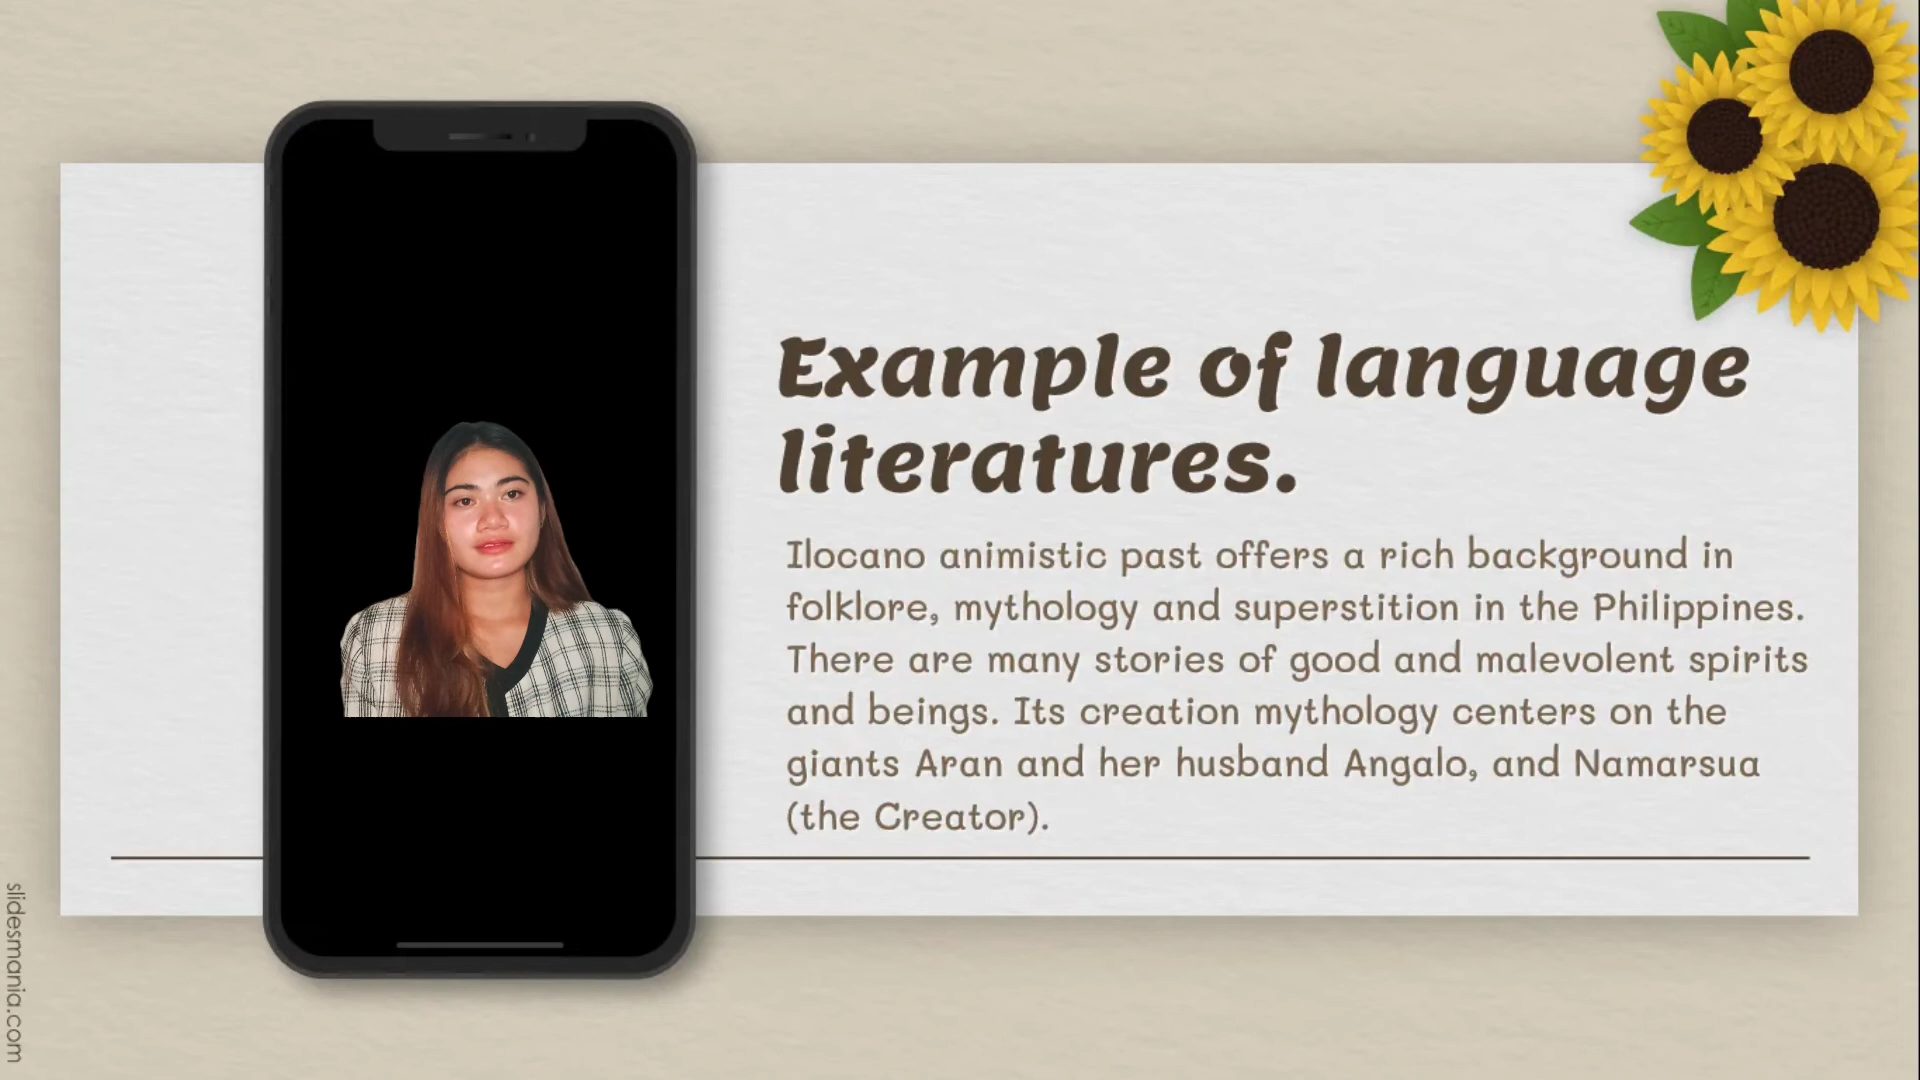 Example of language
literatures.
Ilocano animistic past offers a rich background in
folklore, mythology and superstition in the Philippines.
There are many stories of good and malevolent spirits
and beings. Its creation mythology centers on the
giants Aran and her husband Angalo, and Namarsua
(the Creator).
slidesmania.com